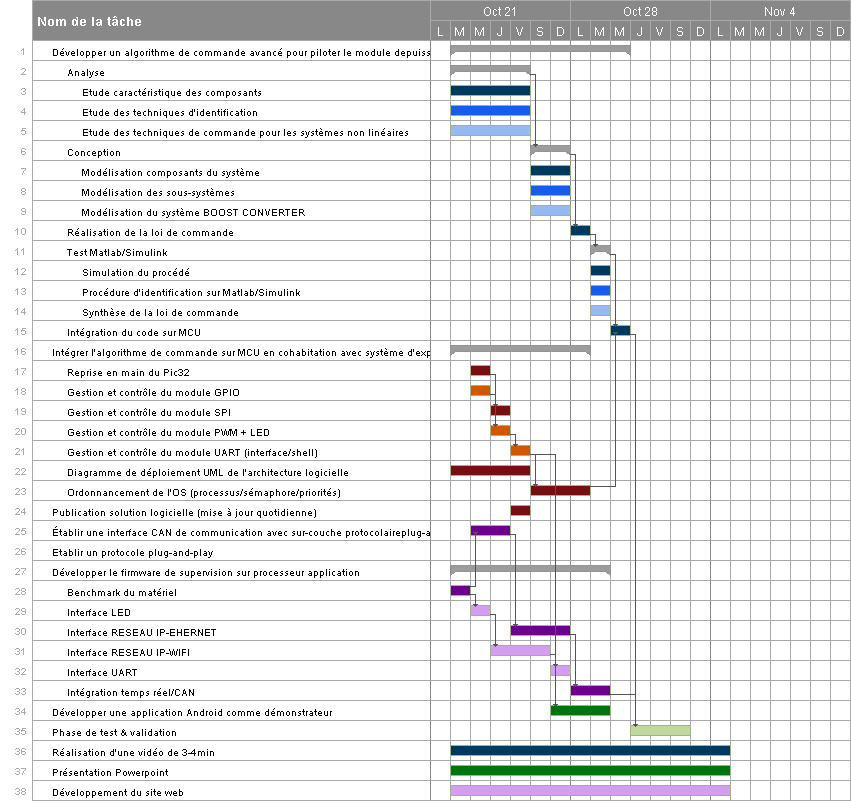 Nom de la tâche
Oct 21 Oct 28 Nov 4
L M M J V S D L M M J V S D L M M J V S D
1 Développer un algorithme de commande avancé pour piloter le module depuiss
2 Analyse
3 Etude caractéristique des composants
4 Etude des techniques d'identification
5 Etude des techniques de commande pour les systèmes non linéaires
6 Conception
7 Modélisation composants du système
8 Modélisation des sous-systèmes
9 Modélisation du système BOOST CONVERTER
10 Réalisation de la loi de commande
11 Test Matlab/Simulink
12 Simulation du procédé
13 Procédure d'identification sur Matlab/Simulink
14 Synthèse de la loi de commande
15 Intégration du code sur MCU
16 Intégrer l'algorithme de commande sur MCU en cohabitation avec système d'exp
17 Reprise en main du Pic32
18 Gestion et contrôle du module GPIO
19 Gestion et contrôle du module SPI
20 Gestion et contrôle du module PWM + LED
21 Gestion et contrôle du module UART (interface/shell)
22 Diagramme de déploiement UML de l'architecture logicielle
23 Ordonnancement de l'OS (processus/sémaphore/priorités)
24 Publication solution logicielle (mise à jour quotidienne)
25 Établir une interface CAN de communication avec sur-couche protocolaireplug-a
26 Etablir un protocole plug-and-play
27 Développer le firmware de supervision sur processeur application
28 Benchmark du matériel
29 Interface LED
30 Interface RESEAU IP-EHERNET
31 Interface RESEAU IP-WIFI
32 Interface UART
33 Intégration temps réel/CAN
34 Développer une application Android comme démonstrateur
35 Phase de test & validation
36 Réalisation d'une vidéo de 3-4min
37 Présentation Powerpoint
38 Développement du site web